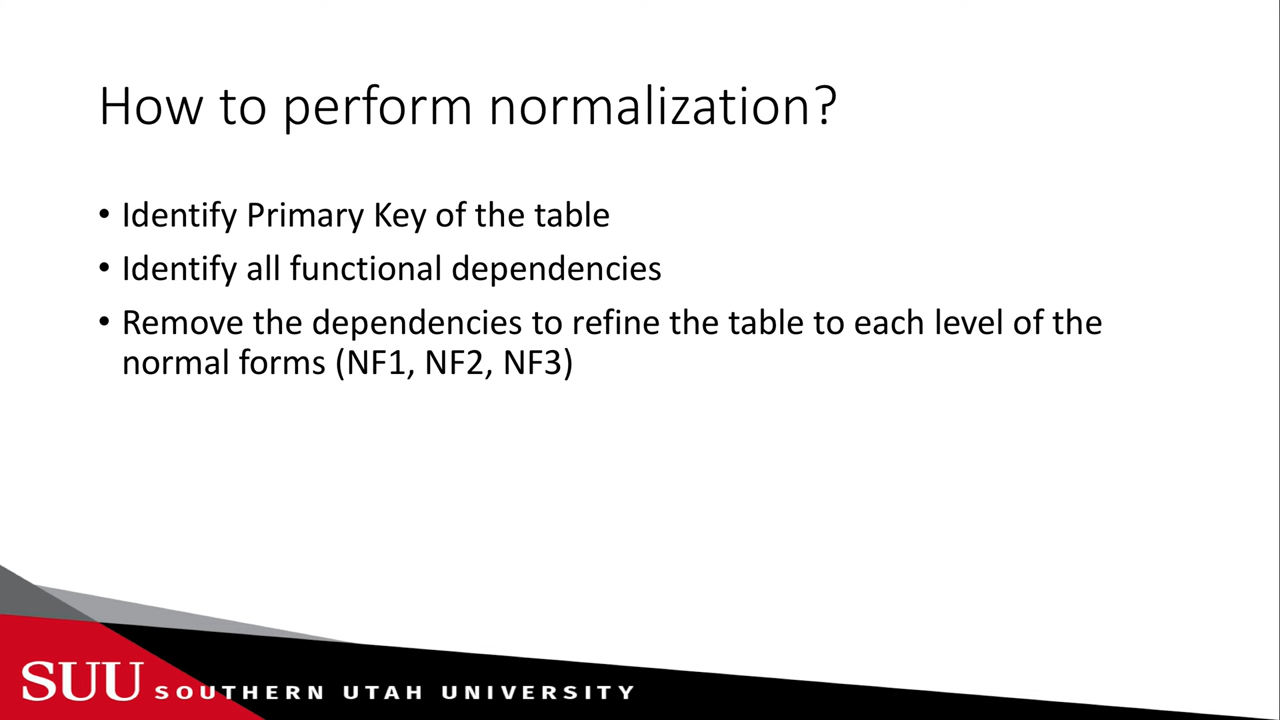 How to perform normalization?
• Identify Primary Key of the table
• Identify all functional dependencies
• Remove the dependencies to refine the table to each level of the
normal forms (NF1, NF2, NF3)
SUU SOUTHERN UTAH UNIVERSITY